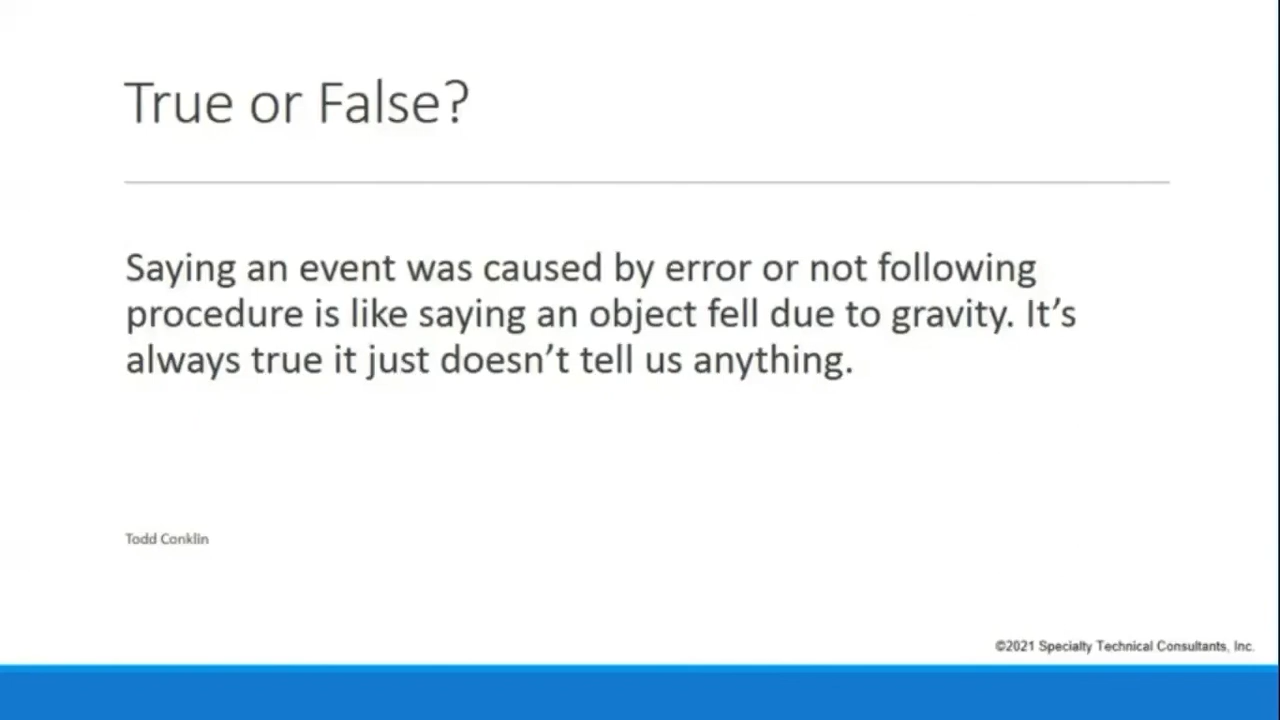 True or False?
Saying an event was caused by error or not following
procedure is like saying an object fell due to gravity. It’s
always true it just doesn’t tell us anything.
Todd Conklin
©2021 Specialty Technical Consultants, Inc.